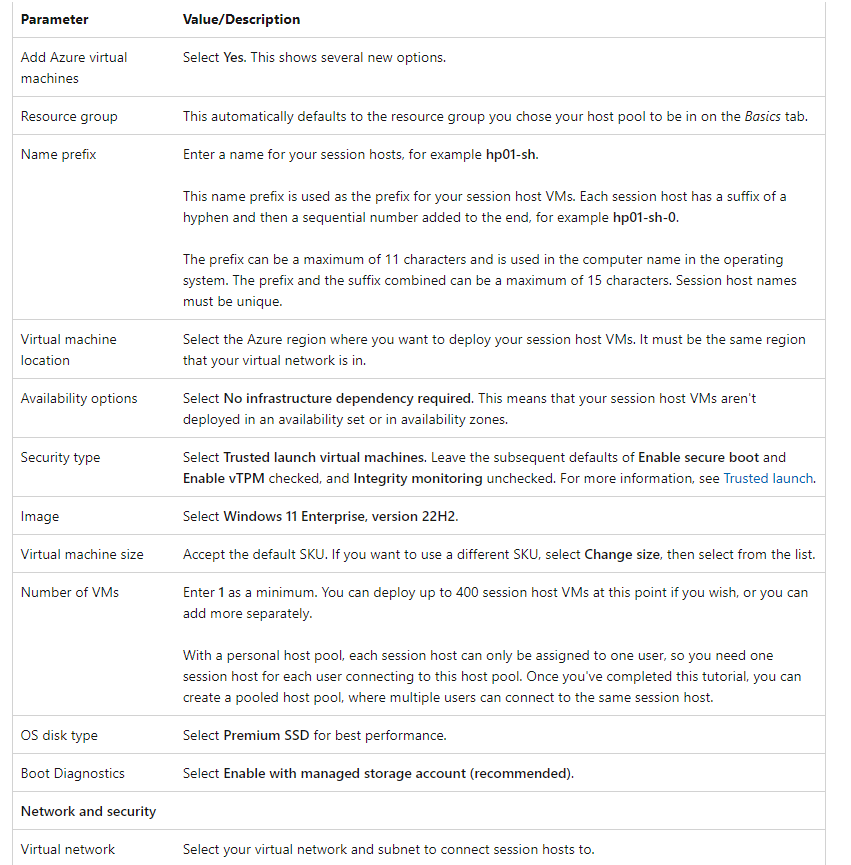 Parameter Value/Description
Add Azure virtual Select Yes. This shows several new options.
machines
Resource group This automatically defaults to the resource group you chose your host pool to be in on the Basics tab.
Name prefix Enter a name for your session hosts, for example hp01-sh.
This name prefix is used as the prefix for your session host VMs. Each session host has a suffix of a
hyphen and then a sequential number added to the end, for example hp01-sh-0.
The prefix can be a maximum of 11 characters and is used in the computer name in the operating
system. The prefix and the suffix combined can be a maximum of 15 characters. Session host names
must be unique.
Virtual machine Select the Azure region where you want to deploy your session host VMs. It must be the same region
location that your virtual network is in.
Availability options Select No infrastructure dependency required. This means that your session host VMs aren't
deployed in an availability set or in availability zones.
Security type Select Trusted launch virtual machines. Leave the subsequent defaults of Enable secure boot and
Enable vTPM checked, and Integrity monitoring unchecked. For more information, see Trusted launch.
Image Select Windows 11 Enterprise, version 22H2.
Virtual machine size Accept the default SKU. If you want to use a different SKU, select Change size, then select from the list.
Number of VMs Enter 1 as a minimum. You can deploy up to 400 session host VMs at this point if you wish, or you can
add more separately.
With a personal host pool, each session host can only be assigned to one user, so you need one
session host for each user connecting to this host pool. Once you've completed this tutorial, you can
create a pooled host pool, where multiple users can connect to the same session host.
OS disk type Select Premium SSD for best performance.
Boot Diagnostics Select Enable with managed storage account (recommended).
Network and security
Virtual network Select your virtual network and subnet to connect session hosts to.